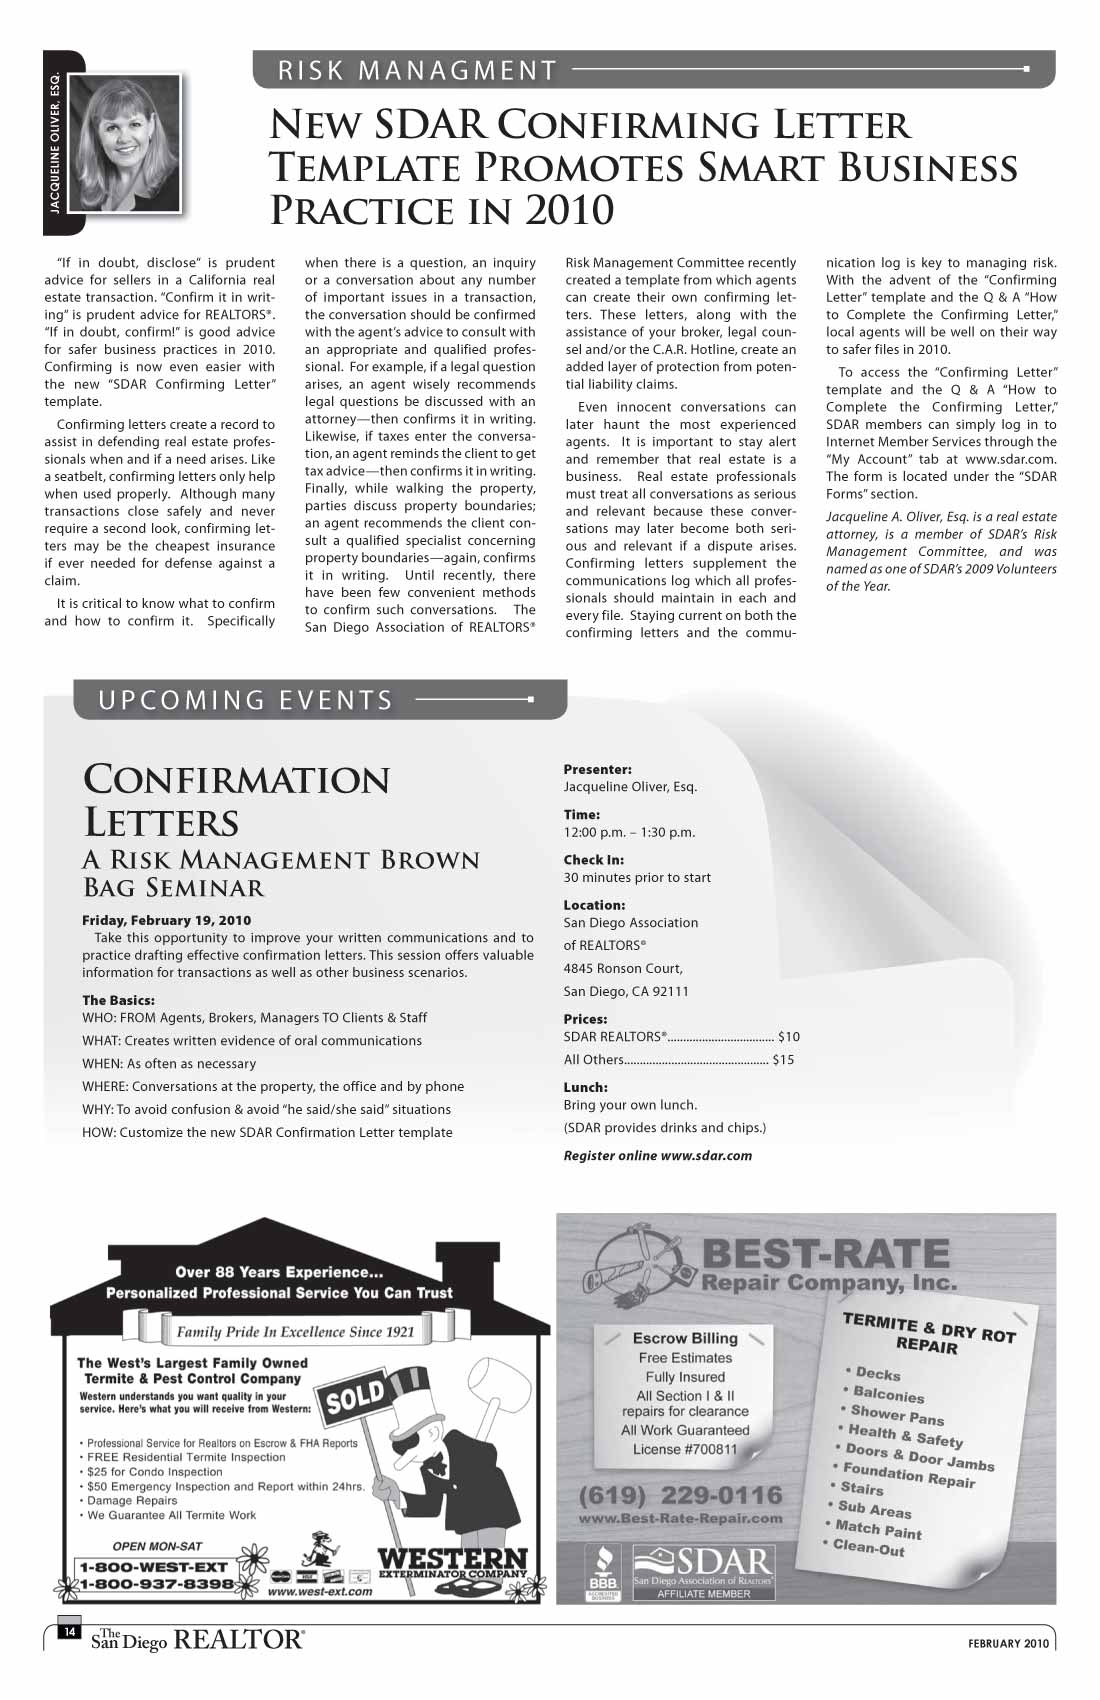 JACQUELINE OLIVER, ESQ.
RISK MANAGMENT
NEW SDAR CONFIRMING LETTER
TEMPLATE PROMOTES SMART BUSINESS
PRACTICE IN 2010
“If in doubt, disclose” is prudent
advice for sellers in a California real
estate transaction. “Confirm it in writ-
ing” is prudent advice for REALTORS®.
“If in doubt, confirm!” is good advice
for safer business practices in 2010.
Confirming is now even easier with
the new “SDAR Confirming Letter”
template.
Confirming letters create a record to
assist in defending real estate profes-
sionals when and if a need arises. Like
a seatbelt, confirming letters only help
when used properly. Although many
transactions close safely and never
require a second look, confirming let-
ters may be the cheapest insurance
if ever needed for defense against a
claim.
It is critical to know what to confirm
and how to confirm it. Specifically
when there is a question, an inquiry
or a conversation about any number
of important issues in a transaction,
the conversation should be confirmed
with the agent’s advice to consult with
an appropriate and qualified profes-
sional. For example, if a legal question
arises, an agent wisely recommends
legal questions be discussed with an
attorney—then confirms it in writing.
Likewise, if taxes enter the conversa-
tion, an agent reminds the client to get
tax advice—then confirms it in writing.
Finally, while walking the property,
parties discuss property boundaries;
an agent recommends the client con-
sult a qualified specialist concerning
property boundaries—again, confirms
it in writing. Until recently, there
have been few convenient methods
to confirm such conversations. The
San Diego Association of REALTORS®
Risk Management Committee recently
created a template from which agents
can create their own confirming let-
ters. These letters, along with the
assistance of your broker, legal coun-
sel and/or the C.A.R. Hotline, create an
added layer of protection from poten-
tial liability claims.
Even innocent conversations can
later haunt the most experienced
agents. It is important to stay alert
and remember that real estate is a
business. Real estate professionals
must treat all conversations as serious
and relevant because these conver-
sations may later become both seri-
ous and relevant if a dispute arises.
Confirming letters supplement the
communications log which all profes-
sionals should maintain in each and
every file. Staying current on both the
confirming letters and the commu-
nication log is key to managing risk.
With the advent of the “Confirming
Letter” template and the Q & A “How
to Complete the Confirming Letter,”
local agents will be well on their way
to safer files in 2010.
To access the “Confirming Letter”
template and the Q & A “How to
Complete the Confirming Letter,”
SDAR members can simply log in to
Internet Member Services through the
“My Account” tab at www.sdar.com.
The form is located under the “SDAR
Forms” section.
Jacqueline A. Oliver, Esq. is a real estate
attorney, is a member of SDAR’s Risk
Management Committee, and was
named as one of SDAR’s 2009 Volunteers
of the Year.
UPCOMING EVENTS
CONFIRMATION
LETTERS
A RISK MANAGEMENT BROWN
BAG SEMINAR
Friday, February 19, 2010
Take this opportunity to improve your written communications and to
practice drafting effective confirmation letters. This session offers valuable
information for transactions as well as other business scenarios.
The Basics:
WHO: FROM Agents, Brokers, Managers TO Clients & Staff
WHAT: Creates written evidence of oral communications
WHEN: As often as necessary
WHERE: Conversations at the property, the office and by phone
WHY: To avoid confusion & avoid “he said/she said” situations
HOW: Customize the new SDAR Confirmation Letter template
Presenter:
Jacqueline Oliver, Esq.
Time:
12:00 p.m. – 1:30 p.m.
Check In:
30 minutes prior to start
Location:
San Diego Association
of REALTORS®
4845 Ronson Court,
San Diego, CA 92111
Prices:
SDAR REALTORS®.................................. $10
All Others.............................................. $15
Lunch:
Bring your own lunch.
(SDAR provides drinks and chips.)
Register online www.sdar.com
Over 88 Years Experience...
Personalized Professional Service You Can Trust
Family Pride In Excellence Since 1921
The West’s Largest Family Owned
Termite & Pest Control Company
Western understands you want quality in your
service. Here’s what you will receive from Western:
SOLD
• Professional Service for Realtors on Escrow & FHA Reports
• FREE Residential Termite Inspection
• $25 for Condo Inspection
• $50 Emergency Inspection and Report within 24hrs.
• Damage Repairs
• We Guarantee All Termite Work
OPEN MON-SAT
1-800-WEST-EXT
1-800-937-8398
www.west-ext.com
WESTERN
EXTERMINATOR COMPANY
BEST-RATE
Repair Company, Inc.
Escrow Billing
Free Estimates
Fully Insured
All Section I & II
repairs for clearance
All Work Guaranteed
License #700811
(619) 229-0116
www.Best-Rate-Repair.com
BBB
ACCREDITED
BUSINESS
SDAR
San Diego Association of REALTORS®
AFFILIATE MEMBER
TERMITE & DRY ROT
REPAIR
• Decks
• Balconies
• Shower Pans
• Health & Safety
• Doors & Door Jambs
• Foundation Repair
• Stairs
• Sub Areas
• Match Paint
• Clean-Out
14
The San Diego REALTOR®
FEBRUARY 2010